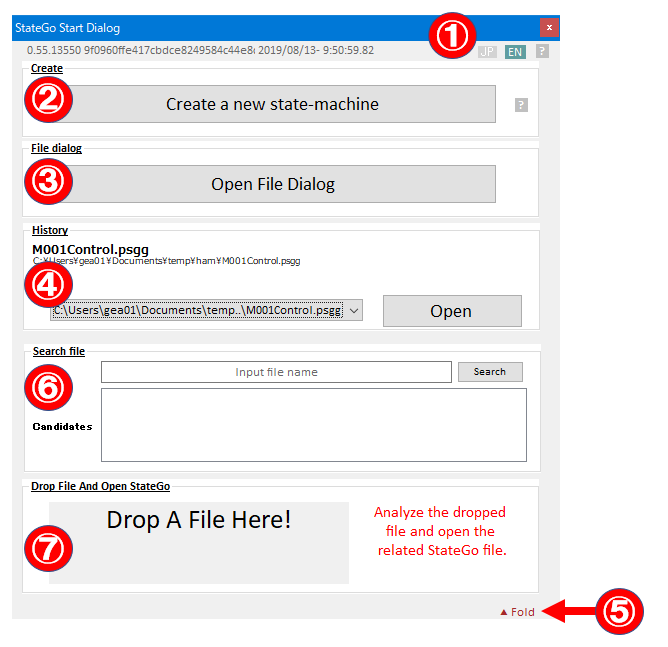 StateGo Start Dialog
x
①
0.55.13550 9f0960ffe417cbdce8249584c44e8c 2019/08/13- 9:50:59.82
JP EN ?
Create
②
Create a new state-machine
?
File dialog
③
Open File Dialog
History
M001Control.psgg
C:¥Users¥gea01¥Documents¥temp¥ham¥M001Control.psgg
④
C:\Users\gea01\Documents\temp..\M001Control.psgg
Open
Search file
⑥
Input file name
Search
Candidates
Drop File And Open StateGo
⑦
Drop A File Here!
Analyze the dropped
file and open the
related StateGo file.
▲ Fold
⑤